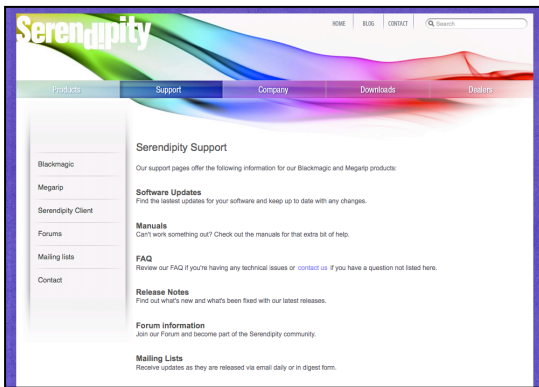 Serendipity
HOME BLOG CONTACT Search
Products Support Company Downloads Dealers
Blackmagic
Megarip
Serendipity Client
Forums
Mailing lists
Contact
Serendipity Support
Our support pages offer the following information for our Blackmagic and Megarip products:
Software Updates
Find the lastest updates for your software and keep up to date with any changes.
Manuals
Can't work something out? Check out the manuals for that extra bit of help.
FAQ
Review our FAQ if you're having any technical issues or contact us if you have a question not listed here.
Release Notes
Find out what's new and what's been fixed with our latest releases.
Forum information
Join our Forum and become part of the Serendipity community.
Mailing Lists
Receive updates as they are released via email daily or in digest form.